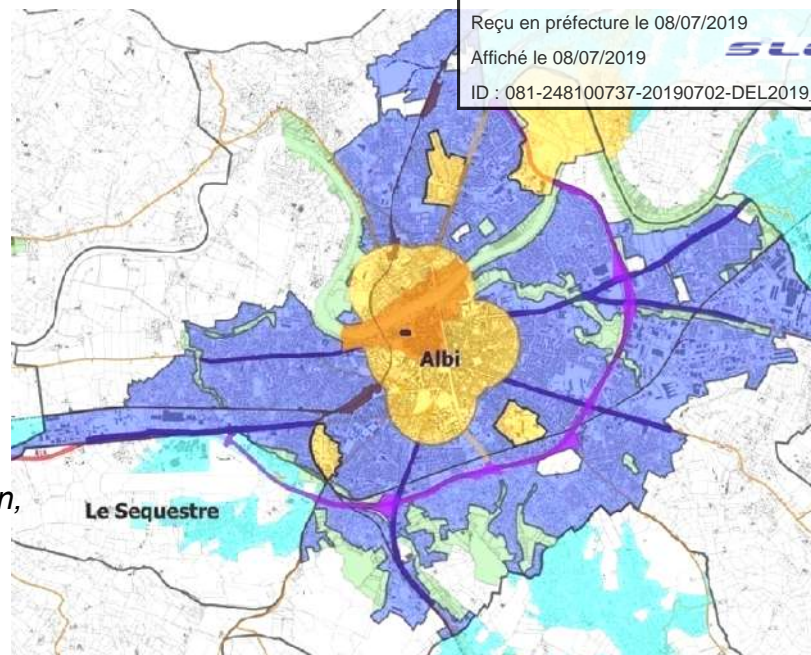 Reçu en préfecture le 08/07/2019
Affiché le 08/07/2019
ID : 081-248100737-20190702-DEL2019_
Albi
n,
Le Sequestre